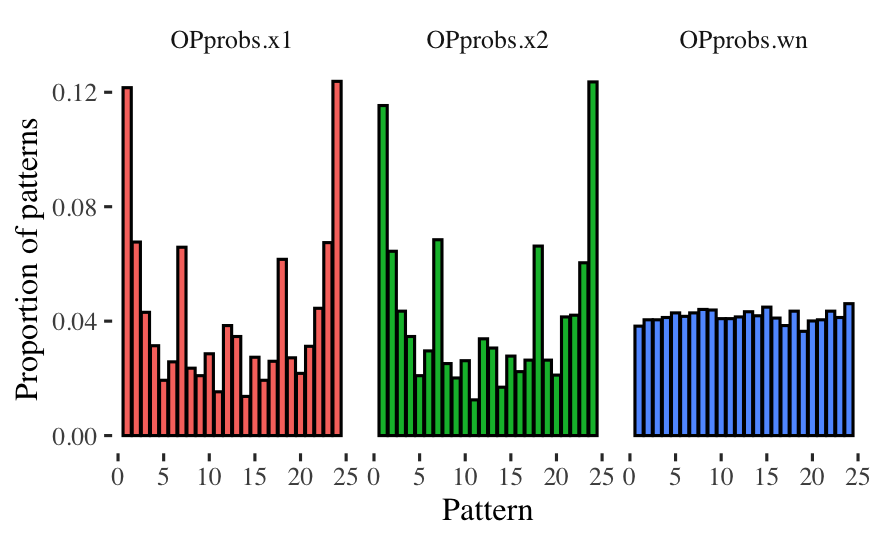 OPprobs.x1 OPprobs.x2 OPprobs.wn
Proportion of patterns
0.12
0.08
0.04
0.00
0 5 10 15 20 25 0 5 10 15 20 25 0 5 10 15 20 25
Pattern